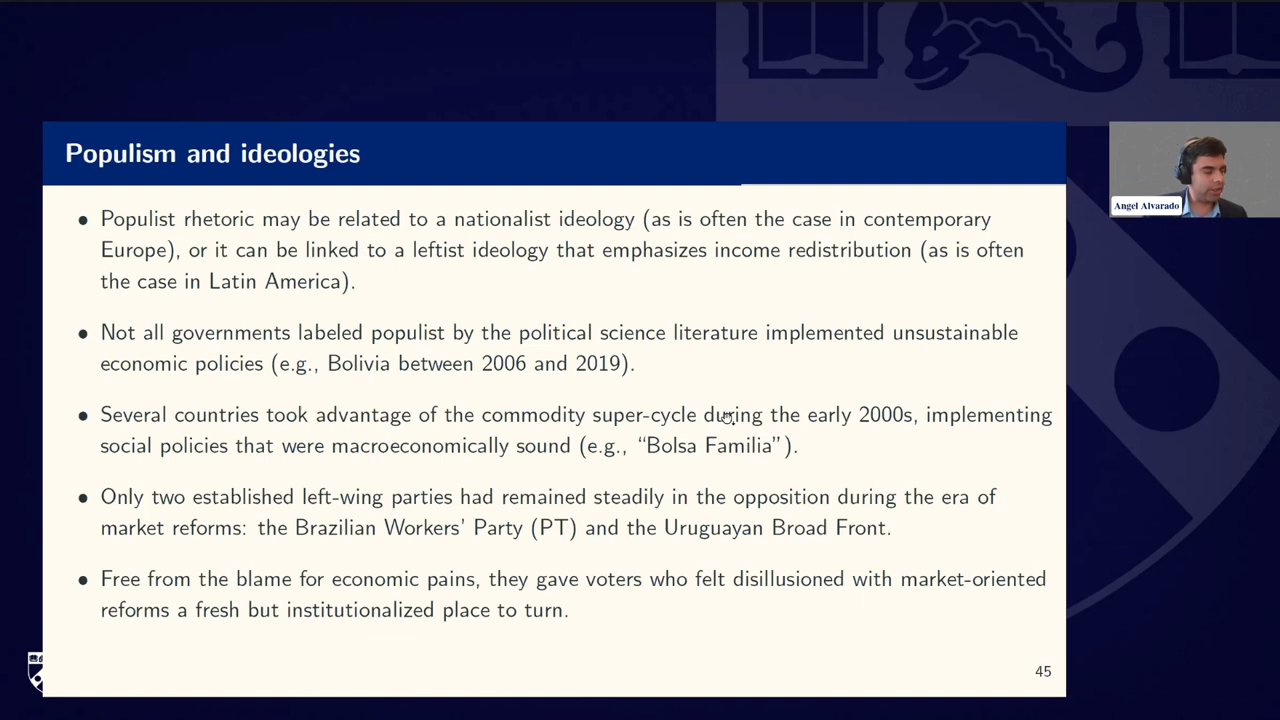 Populism and ideologies
Angel Alvarado
• Populist rhetoric may be related to a nationalist ideology (as is often the case in contemporary
Europe), or it can be linked to a leftist ideology that emphasizes income redistribution (as is often
the case in Latin America).
• Not all governments labeled populist by the political science literature implemented unsustainable
economic policies (e.g., Bolivia between 2006 and 2019).
• Several countries took advantage of the commodity super-cycle during the early 2000s, implementing
social policies that were macroeconomically sound (e.g., “Bolsa Familia”).
• Only two established left-wing parties had remained steadily in the opposition during the era of
market reforms: the Brazilian Workers' Party (PT) and the Uruguayan Broad Front.
• Free from the blame for economic pains, they gave voters who felt disillusioned with market-oriented
reforms a fresh but institutionalized place to turn.
45